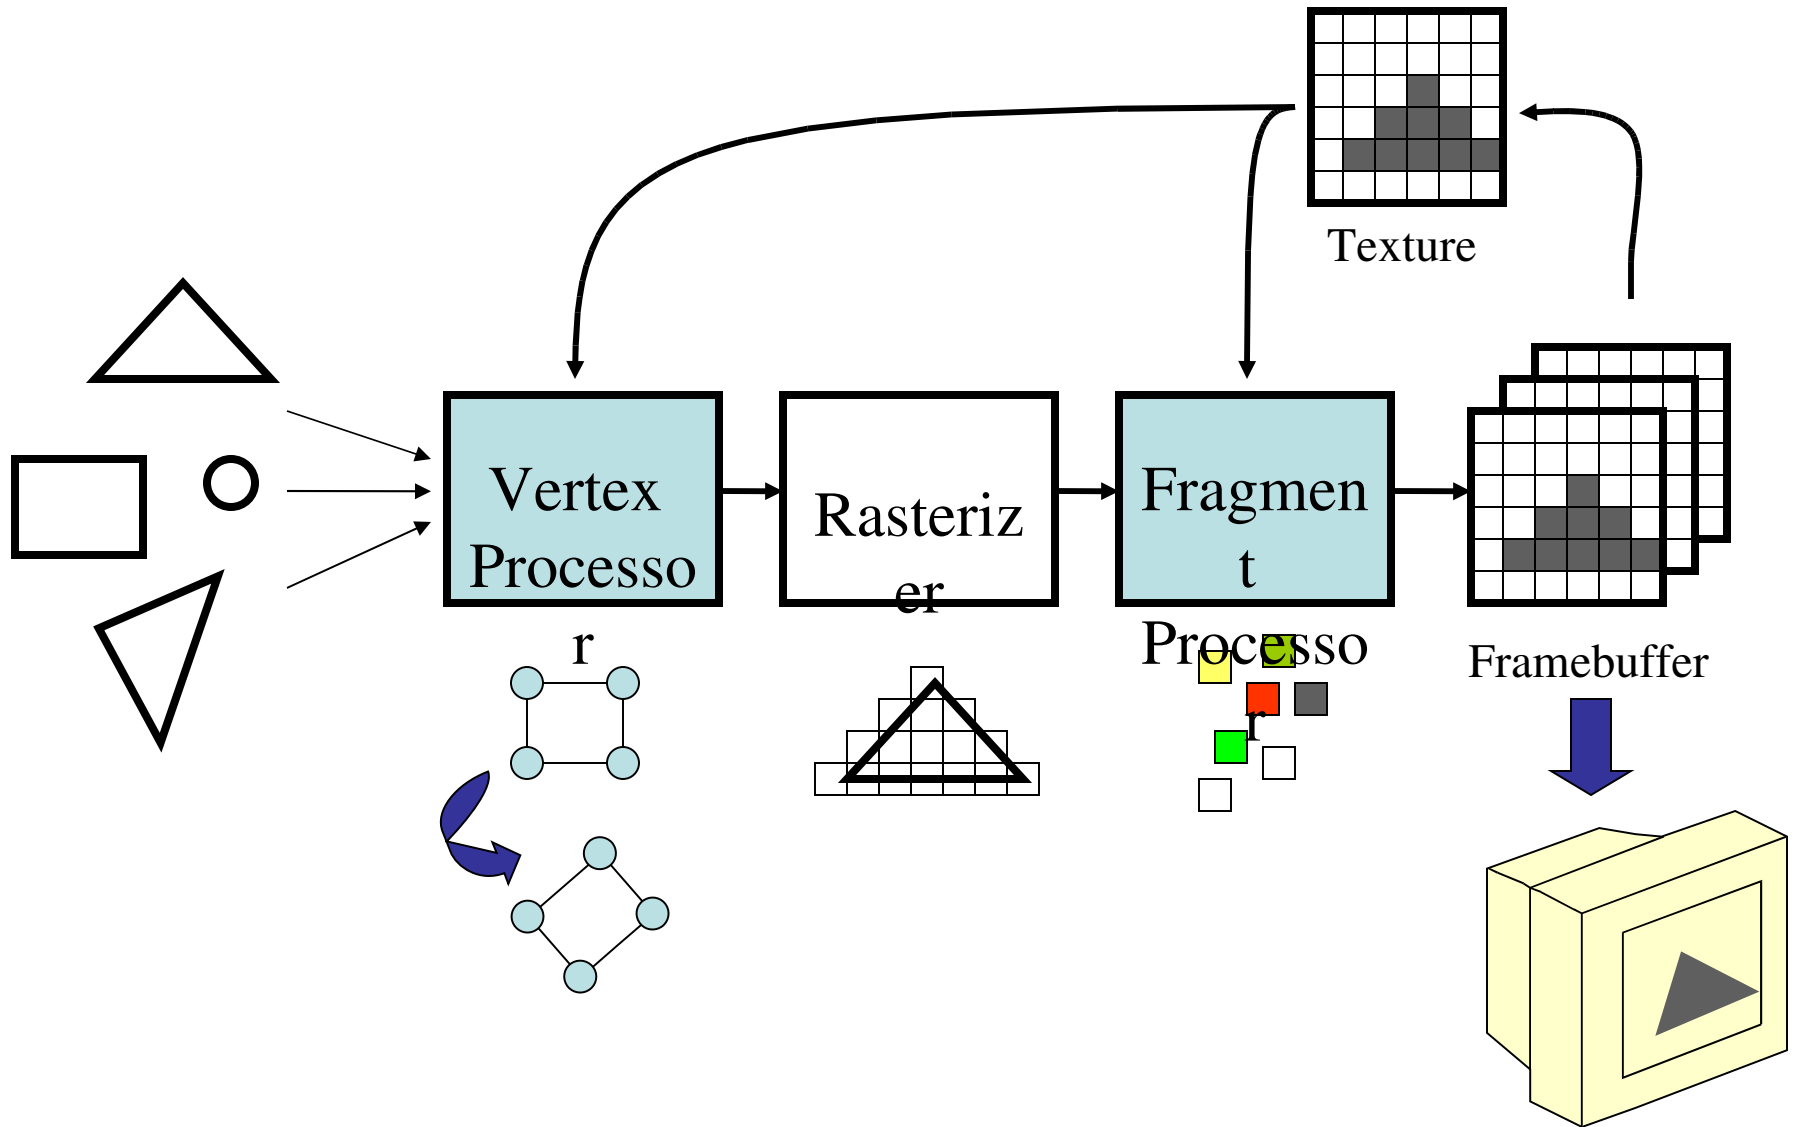 Texture
Vertex
Processo
r
Rasteriz
er
Fragmen
t
Processo
r
Framebuffer